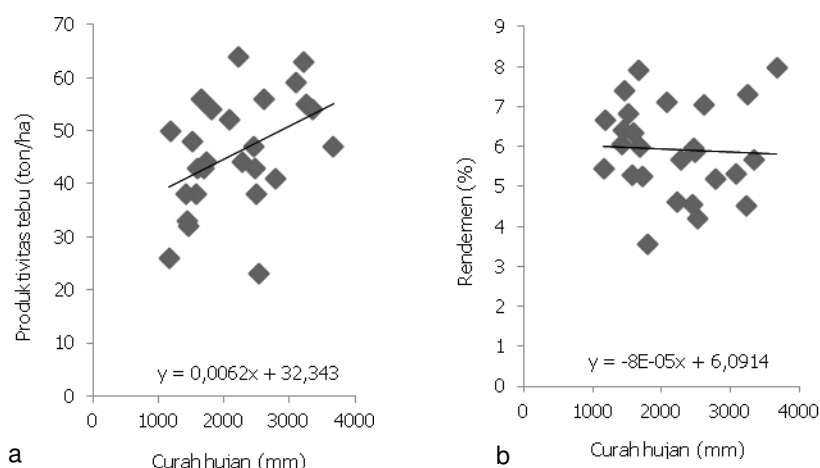 Produktivitas tebu (ton/ha)
70
60
50
40
30
20
10
0
y = 0,0062x + 32,343
0 1000 2000 3000 4000
Curah hujan (mm)
a
Rendemen (%)
9
8
7
6
5
4
3
2
1
0
y = -8E-05x + 6,0914
0 1000 2000 3000 4000
Curah hujan (mm)
b